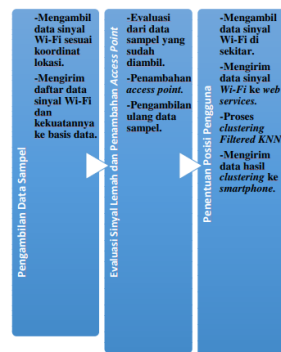 Pengambilan Data Sampel
-Mengambil
data sinyal
Wi-Fi sesuai
koordinat
lokasi.
-Mengirim
daftar data
sinyal Wi-Fi
dan
kekuatannya
ke basis data.
Evaluasi Sinyal Lemah dan Penambahan Access Point
-Evaluasi
dari data
sampel yang
sudah
diambil.
-Penambahan
access point.
-Pengambilan
ulang data
sampel.
Penentuan Posisi Pengguna
-Mengambil
data sinyal
Wi-Fi di
sekitar.
-Mengirim
data sinyal
Wi-Fi ke web
services.
-Proses
clustering
Filtered KNN
-Mengirim
data hasil
clustering ke
smartphone.